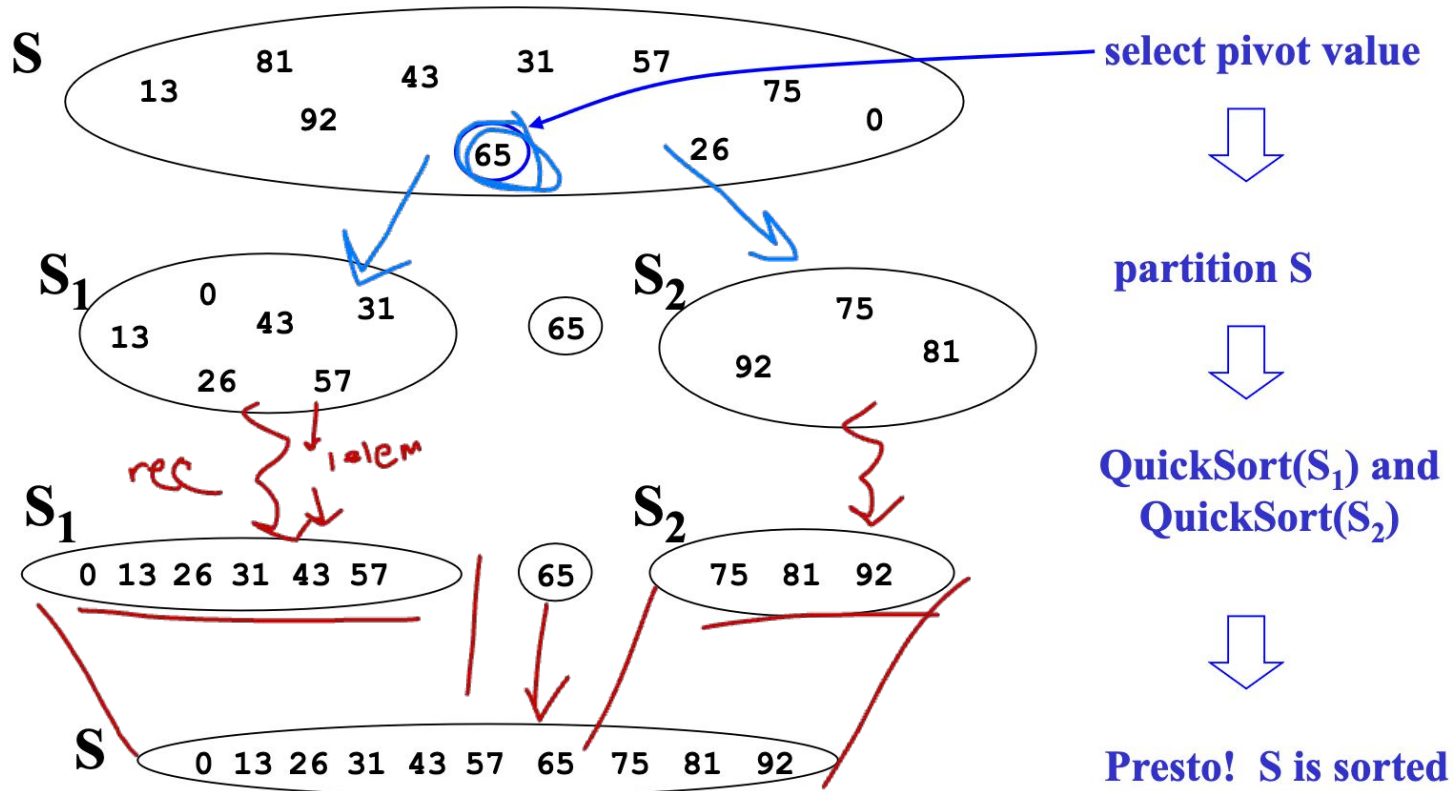 S
select pivot value
13 81 43 31 57 75
92 65 26 0
S1
S2
partition S
0 31
13 43
26 57
65
75
92 81
rec
1 elem
QuickSort(S1) and
QuickSort(S2)
S1
S2
0 13 26 31 43 57
65
75 81 92
S
0 13 26 31 43 57 65 75 81 92
Presto! S is sorted